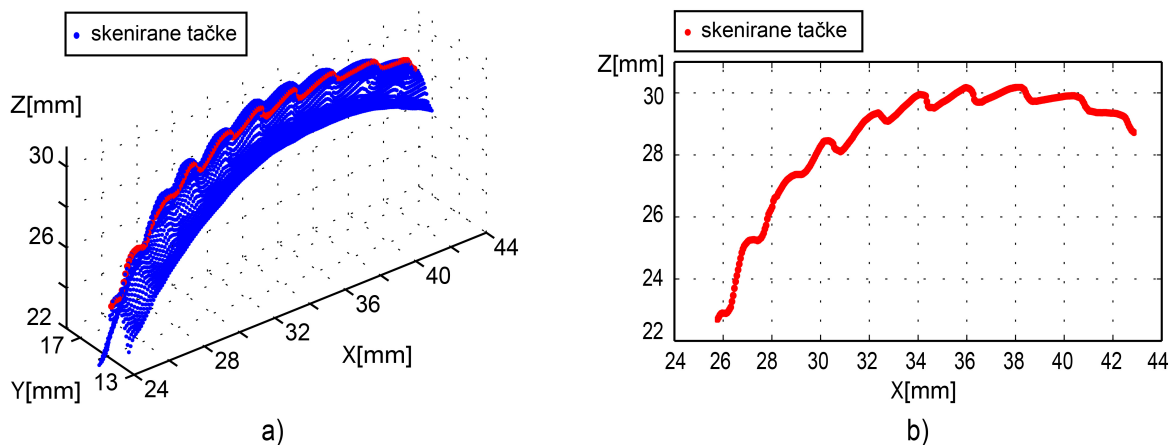 skenirane tačke
Z[mm]
30
26
22
17
13
Y[mm]
24
28
32
36
40
44
X[mm]
a)
skenirane tačke
Z[mm]
30
28
26
24
22
24 26 28 30 32 34 36 38 40 42 44
X[mm]
b)